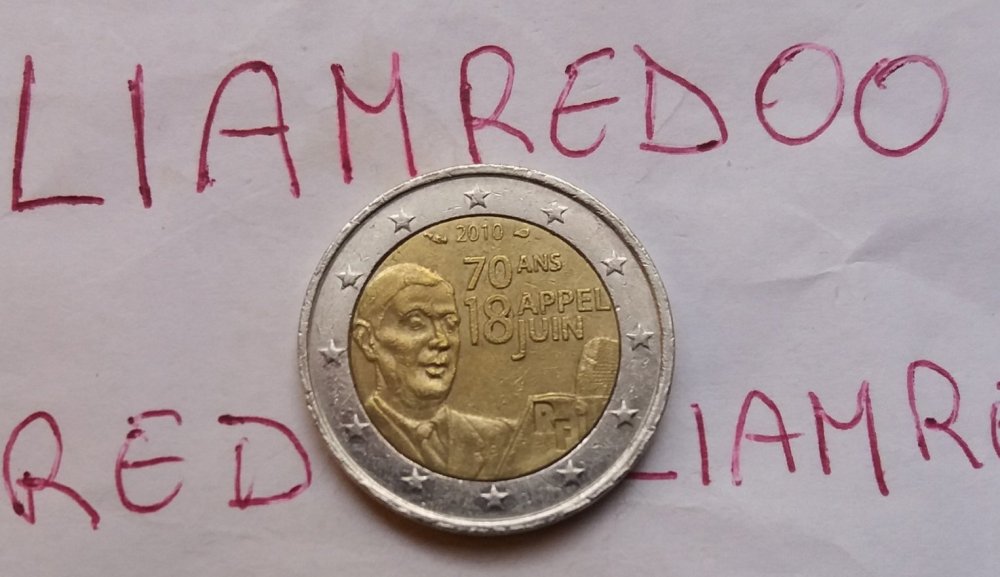 LIAMREDOO
2010
70 ANS
18 APPEL
JUIN
RF
RED LIAMR